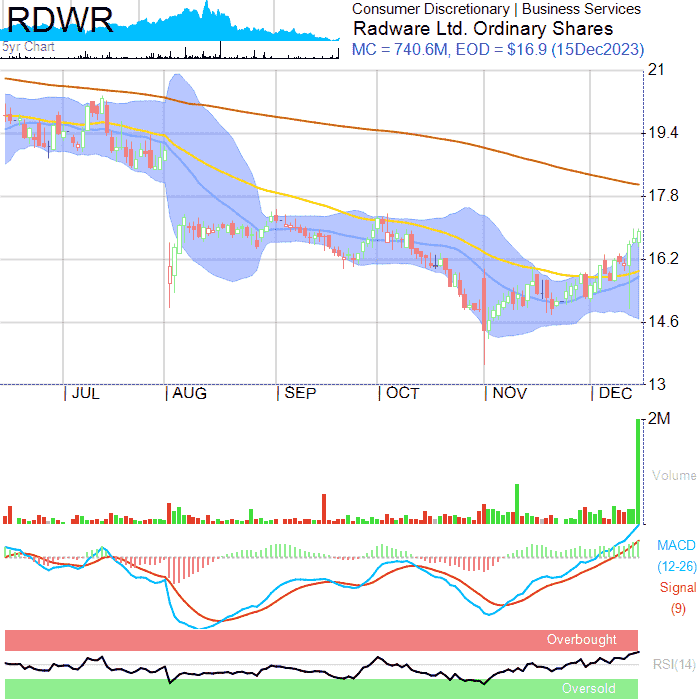 RDWR
5yr Chart
Consumer Discretionary | Business Services
Radware Ltd. Ordinary Shares
MC = 740.6M, EOD = $16.9 (15Dec2023)
21
19.4
17.8
16.2
14.6
13
JUL AUG SEP OCT NOV DEC
2M
Volume
MACD
(12-26)
Signal
(9)
Overbought
RSI(14)
Oversold